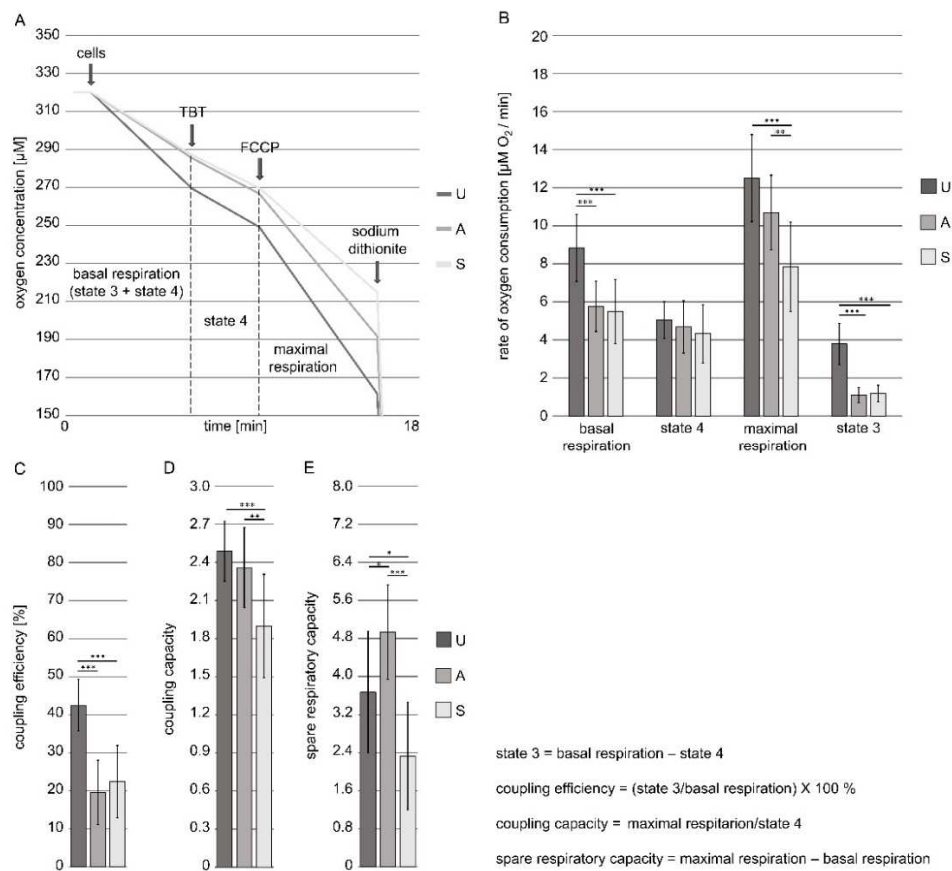 A
350
330
310
290
270
250
230
210
190
170
150
oxygen concentration [µM]
cells
TBT
FCCP
sodium
dithionite
basal respiration
(state 3 + state 4)
state 4
maximal
respiration
0
time [min]
18
U
A
S
B
20
18
16
14
12
10
8
6
4
2
0
rate of oxygen consumption [µM O₂ / min]
***
***
***
**
***
***
basal
respiration
state 4
maximal
respiration
state 3
U
A
S
C
100
90
80
70
60
50
40
30
20
10
0
coupling efficiency [%]
***
***
D
3.0
2.7
2.4
2.1
1.8
1.5
1.2
0.9
0.6
0.3
0
coupling capacity
***
**
E
8.0
7.2
6.4
5.6
4.8
4.0
3.2
2.4
1.6
0.8
0
spare respiratory capacity
*
*
***
U
A
S
state 3 = basal respiration – state 4
coupling efficiency = (state 3/basal respiration) X 100 %
coupling capacity = maximal respitarion/state 4
spare respiratory capacity = maximal respiration – basal respiration